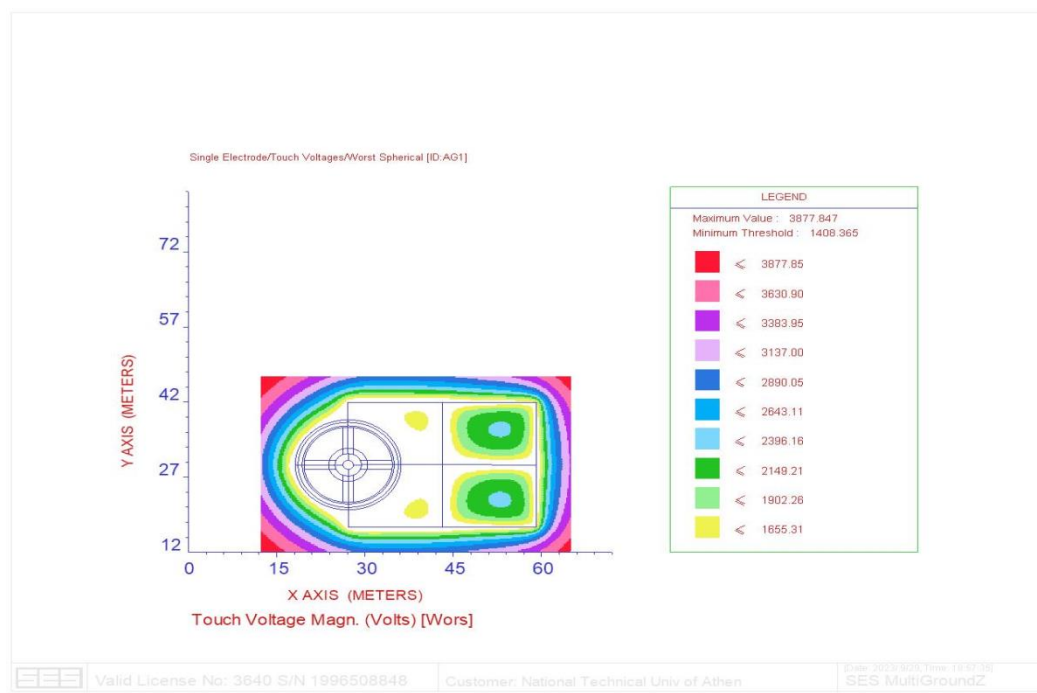 Single Electrode/Touch Voltages/Worst Spherical [ID:AG1]
LEGEND
Maximum Value : 3877.847
Minimum Threshold : 1408.365
⩽ 3877.85
⩽ 3630.90
⩽ 3383.95
⩽ 3137.00
⩽ 2890.05
⩽ 2643.11
⩽ 2396.16
⩽ 2149.21
⩽ 1902.26
⩽ 1655.31
72
57
42
27
12
Y AXIS (METERS)
0 15 30 45 60
X AXIS (METERS)
Touch Voltage Magn. (Volts) [Wors]
SES
Valid License No: 3640 S/N 1996508848
Customer: National Technical Univ of Athen
SES MultiGroundZ